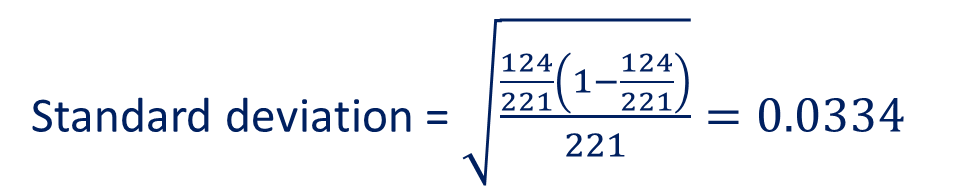 Standard deviation = √(124/221(1−124/221)/221) = 0.0334